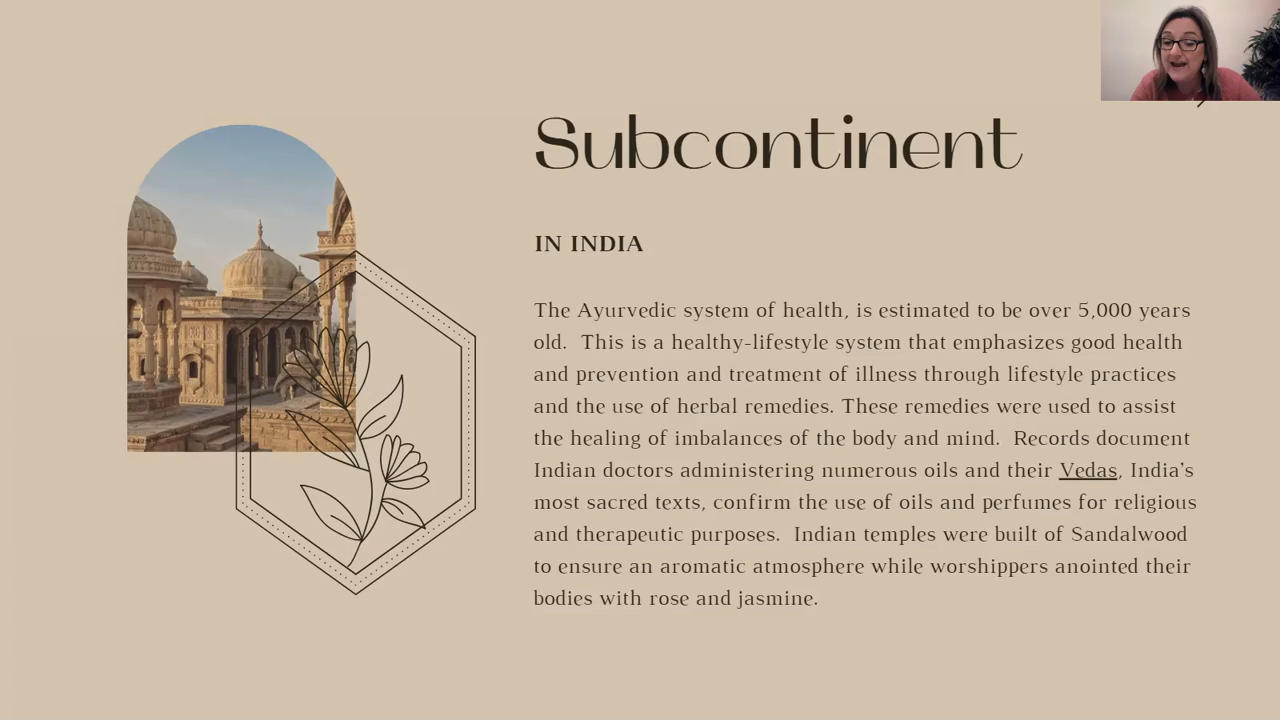 Subcontinent
IN INDIA
The Ayurvedic system of health, is estimated to be over 5,000 years
old.  This is a healthy-lifestyle system that emphasizes good health
and prevention and treatment of illness through lifestyle practices
and the use of herbal remedies. These remedies were used to assist
the healing of imbalances of the body and mind.  Records document
Indian doctors administering numerous oils and their Vedas, India's
most sacred texts, confirm the use of oils and perfumes for religious
and therapeutic purposes.  Indian temples were built of Sandalwood
to ensure an aromatic atmosphere while worshippers anointed their
bodies with rose and jasmine.